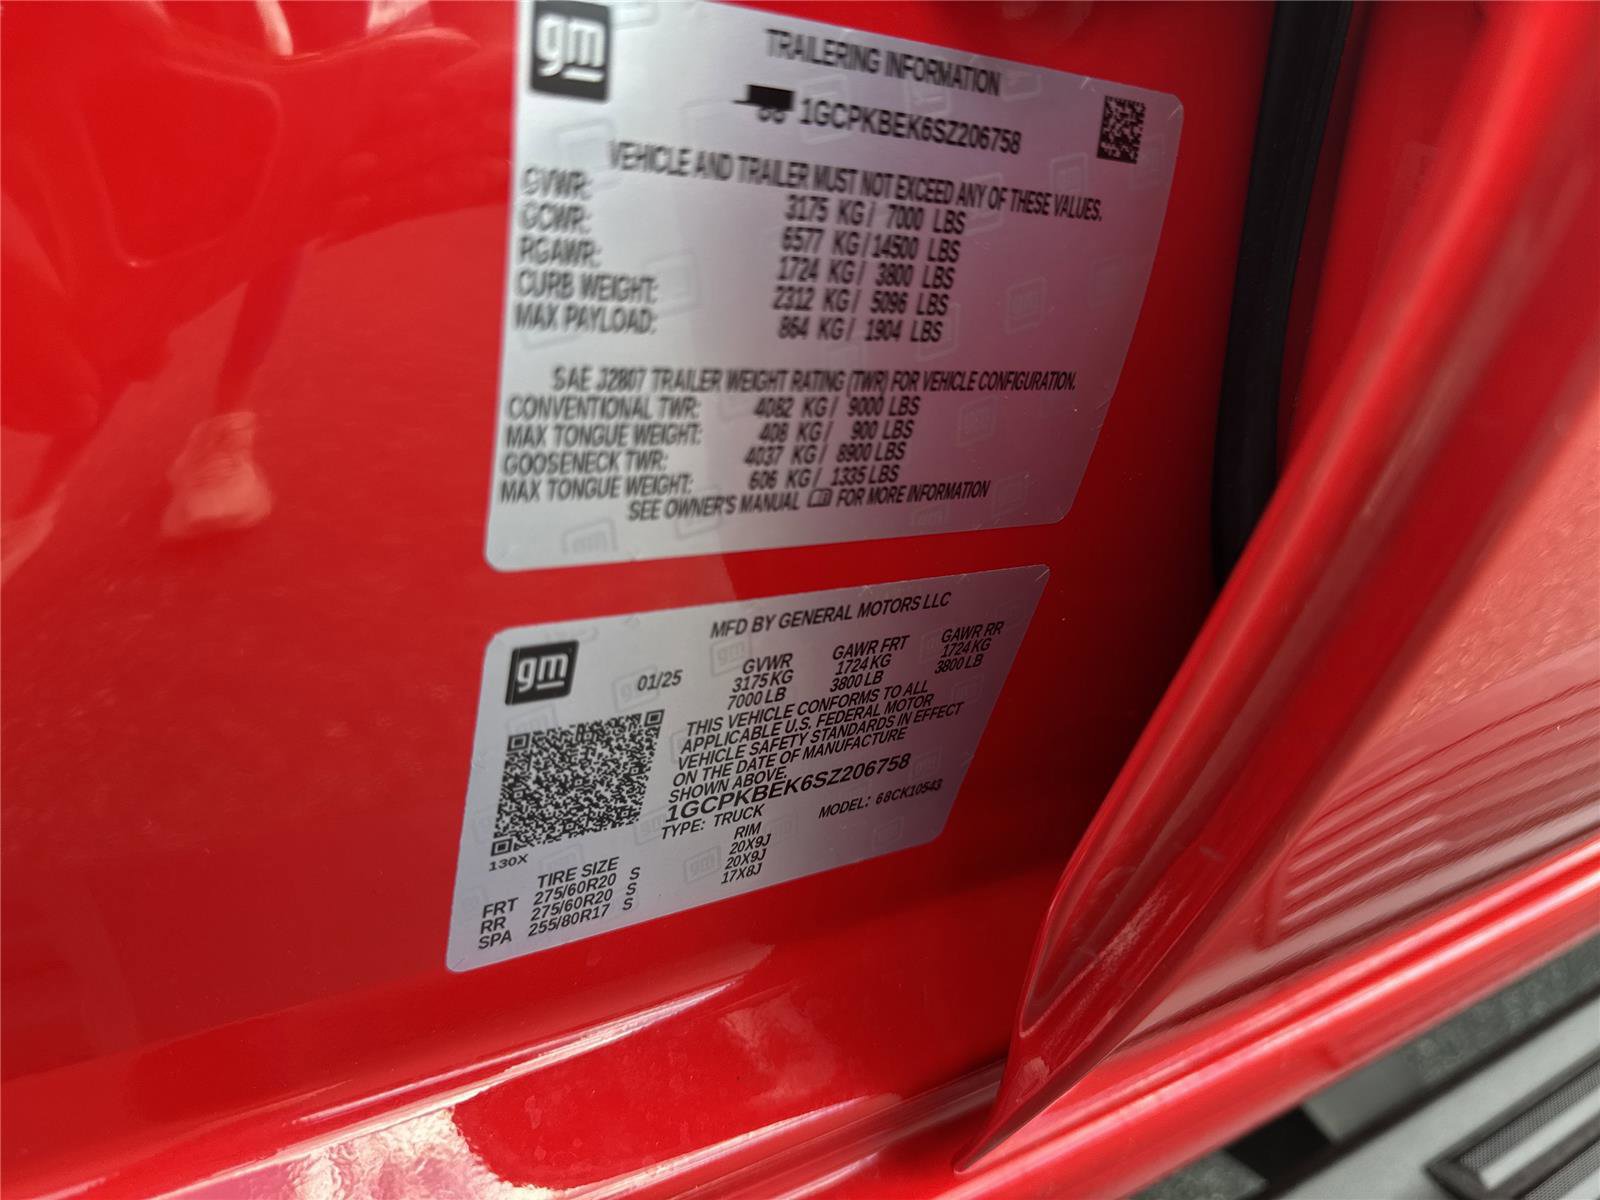 gm
TRAILERING INFORMATION
1GCPKBEK6SZ206758
VEHICLE AND TRAILER MUST NOT EXCEED ANY OF THESE VALUES.
GVWR: 3175 KG/ 7000 LBS
GCWR: 6577 KG/14500 LBS
RGAWR: 1724 KG/ 3800 LBS
CURB WEIGHT: 2312 KG/ 5096 LBS
MAX PAYLOAD: 864 KG/ 1904 LBS
SAE J2807 TRAILER WEIGHT RATING (TWR) FOR VEHICLE CONFIGURATION.
CONVENTIONAL TWR: 4082 KG/ 9000 LBS
MAX TONGUE WEIGHT: 408 KG/ 900 LBS
GOOSENECK TWR: 4037 KG/ 8900 LBS
MAX TONGUE WEIGHT: 606 KG/ 1335 LBS
SEE OWNER'S MANUAL FOR MORE INFORMATION
gm
MFD BY GENERAL MOTORS LLC
01/25 GVWR GAWR FRT GAWR RR
3175 KG 1724 KG 1724 KG
7000 LB 3800 LB 3800 LB
THIS VEHICLE CONFORMS TO ALL
APPLICABLE U.S. FEDERAL MOTOR
VEHICLE SAFETY STANDARDS IN EFFECT
ON THE DATE OF MANUFACTURE
SHOWN ABOVE.
1GCPKBEK6SZ206758
TYPE: TRUCK MODEL: 68CK10543
130X
TIRE SIZE RIM
FRT 275/60R20 S 20X9J
RR 275/60R20 S 20X9J
SPA 255/80R17 S 17X8J